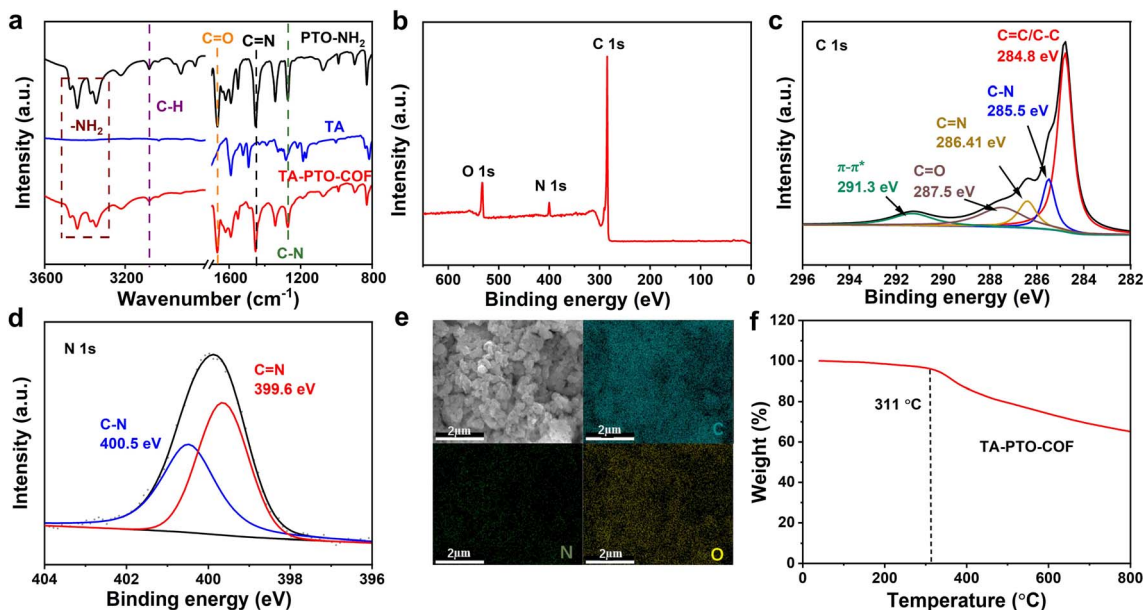 a
C=O
C=N
PTO-NH2
C-H
-NH2
TA
TA-PTO-COF
C-N
Intensity (a.u.)
3600 3200 1600 1200 800
Wavenumber (cm-1)
b
C 1s
O 1s
N 1s
Intensity (a.u.)
600 500 400 300 200 100 0
Binding energy (eV)
c
C 1s
C=C/C-C
284.8 eV
C-N
285.5 eV
C=N
286.41 eV
C=O
287.5 eV
π-π*
291.3 eV
Intensity (a.u.)
296 294 292 290 288 286 284 282
Binding energy (eV)
d
N 1s
C=N
399.6 eV
C-N
400.5 eV
Intensity (a.u.)
404 402 400 398 396
Binding energy (eV)
e
2μm
2μm
C
2μm
N
2μm
O
f
120
100
80
60
40
20
0
Weight (%)
311 °C
TA-PTO-COF
0 200 400 600 800
Temperature (°C)